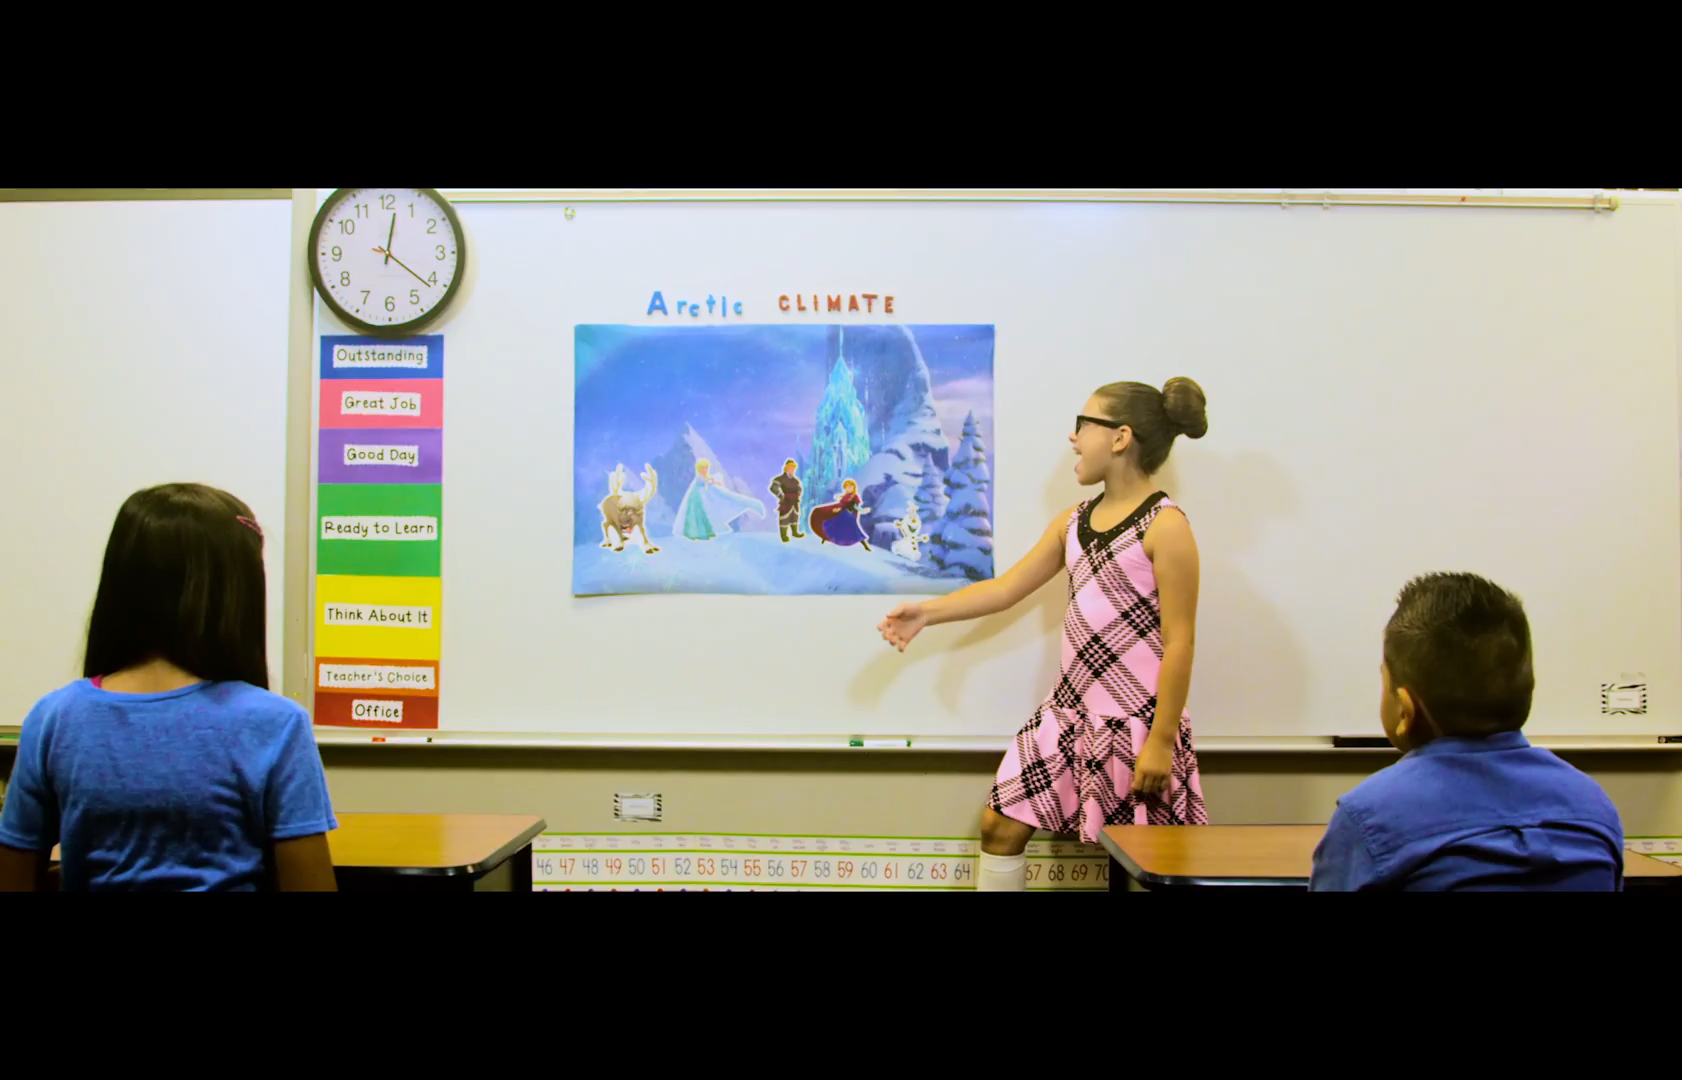 12
11 1
10 2
9 3
8 4
7 5
6
Arctic CLIMATE
Outstanding
Great Job
Good Day
Ready to Learn
Think About It
Teacher's Choice
Office
46 47 48 49 50 51 52 53 54 55 56 57 58 59 60 61 62 63 64 67 68 69 70